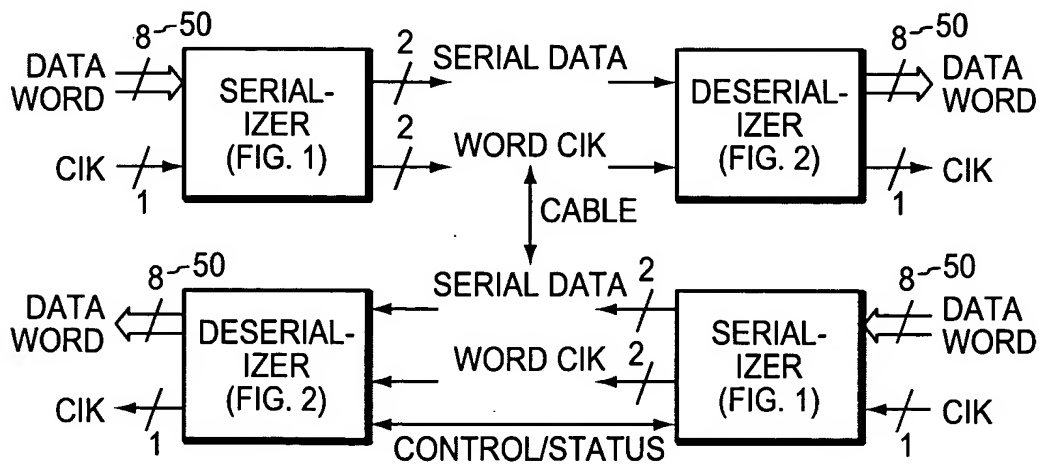 8 50
DATA
WORD
CIK
1
SERIAL-
IZER
(FIG. 1)
2
2
SERIAL DATA
WORD CIK
DESERIAL-
IZER
(FIG. 2)
8 50
DATA
WORD
CIK
1
CABLE
8 50
DATA
WORD
CIK
1
DESERIAL-
IZER
(FIG. 2)
SERIAL DATA
2
WORD CIK
2
CONTROL/STATUS
SERIAL-
IZER
(FIG. 1)
8 50
DATA
WORD
CIK
1